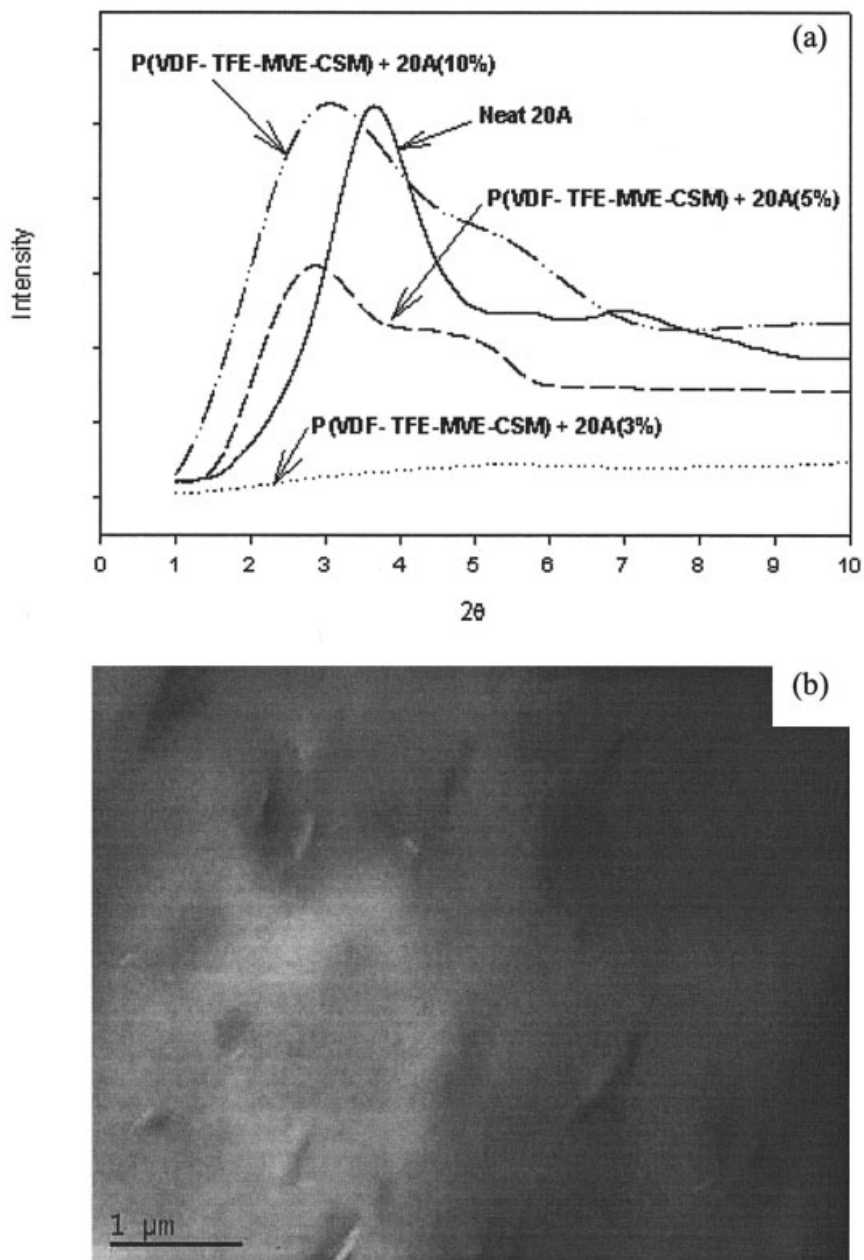 (a)
P(VDF- TFE-MVE-CSM) + 20A(10%)
Neat 20A
P(VDF- TFE-MVE-CSM) + 20A(5%)
Intensity
P(VDF- TFE-MVE-CSM) + 20A(3%)
0 1 2 3 4 5 6 7 8 9 10
2θ
(b)
1 µm